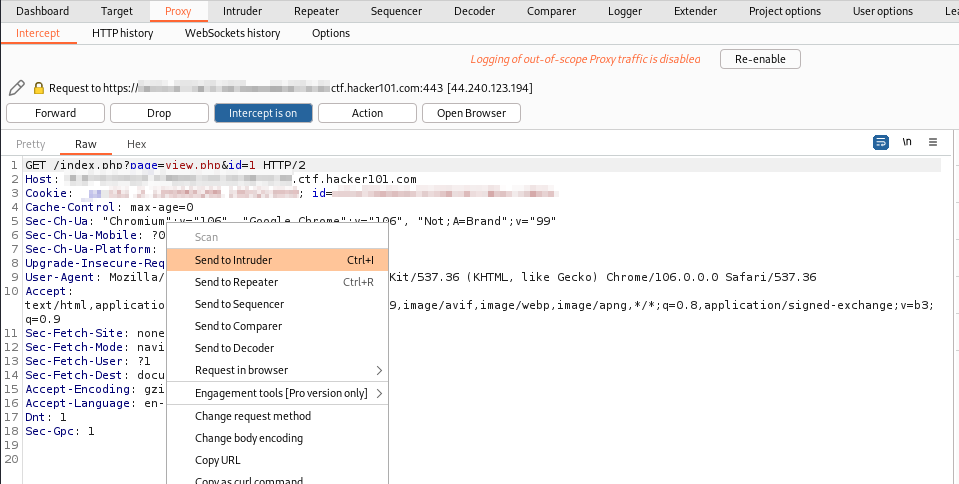 Dashboard Target Proxy Intruder Repeater Sequencer Decoder Comparer Logger Extender Project options User options Lea
Intercept HTTP history WebSockets history Options
Logging of out-of-scope Proxy traffic is disabled Re-enable
Request to https:// ctf.hacker101.com:443 [44.240.123.194]
Forward Drop Intercept is on Action Open Browser
Pretty Raw Hex \n
1 GET /index.php?page=view.php&id=1 HTTP/2
2 Host: .ctf.hacker101.com
3 Cookie: ; id=
4 Cache-Control: max-age=0
5 Sec-Ch-Ua: "Chromium";v="106", "Google Chrome";v="106", "Not;A=Brand";v="99"
6 Sec-Ch-Ua-Mobile: ?0
Scan
7 Sec-Ch-Ua-Platform:
8 Upgrade-Insecure-Req
Send to Intruder Ctrl+I
9 User-Agent: Mozilla/ Kit/537.36 (KHTML, like Gecko) Chrome/106.0.0.0 Safari/537.36
Send to Repeater Ctrl+R
10 Accept:
text/html,application 9,image/avif,image/webp,image/apng,*/*;q=0.8,application/signed-exchange;v=b3;
Send to Sequencer
q=0.9
Send to Comparer
11 Sec-Fetch-Site: none
12 Sec-Fetch-Mode: navi
Send to Decoder
13 Sec-Fetch-User: ?1
Request in browser
14 Sec-Fetch-Dest: docu
15 Accept-Encoding: gzi
Engagement tools [Pro version only]
16 Accept-Language: en-
17 Dnt: 1
Change request method
18 Sec-Gpc: 1
19
Change body encoding
20
Copy URL
Copy as curl command